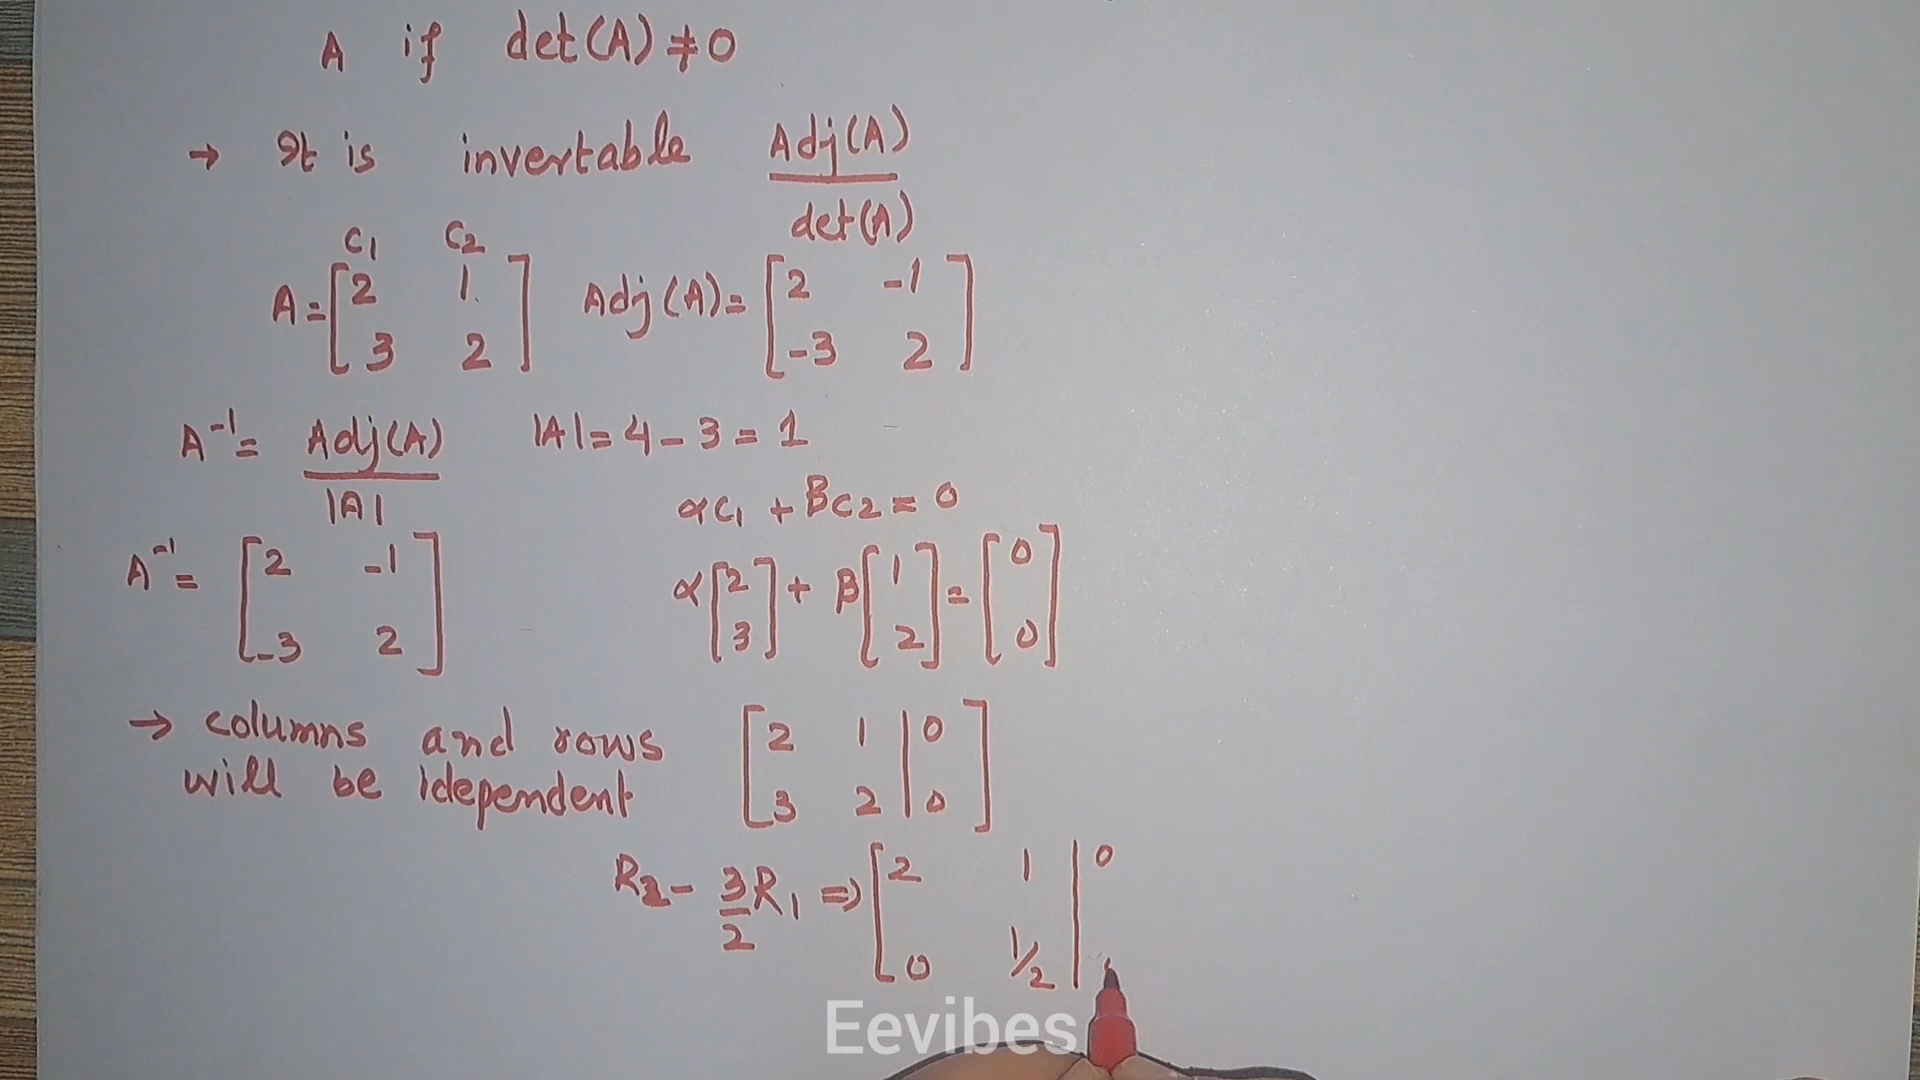 A if det(A) ≠ 0
→ It is invertable Adj(A) / det(A)
C1 C2
A = [2 1. ; 3 2] Adj(A) = [2 -1 ; -3 2]
A^-1 = Adj(A) / |A| |A| = 4 - 3 = 1
αC1 + βC2 = 0
A^-1 = [2 -1 ; -3 2] α[2 ; 3] + β[1 ; 2] = [0 ; 0]
→ columns and rows
will be idependent
[2 1 | 0 ; 3 2 | 0]
R2 - 3/2 R1 ⇒ [2 1 | 0 ; 0 1/2 |
Eevibes